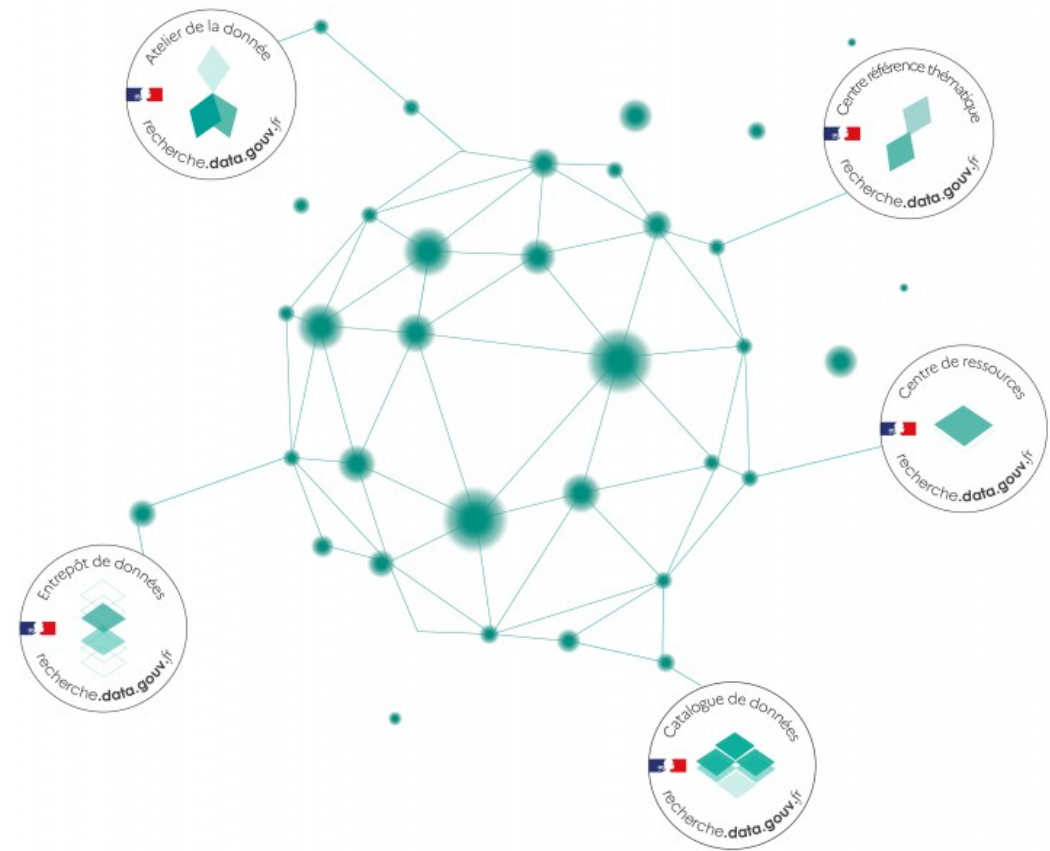 Atelier de la donnée
recherche.data.gouv.fr
Centre référence thématique
recherche.data.gouv.fr
Centre de ressources
recherche.data.gouv.fr
Entrepôt de données
recherche.data.gouv.fr
Catalogue de données
recherche.data.gouv.fr